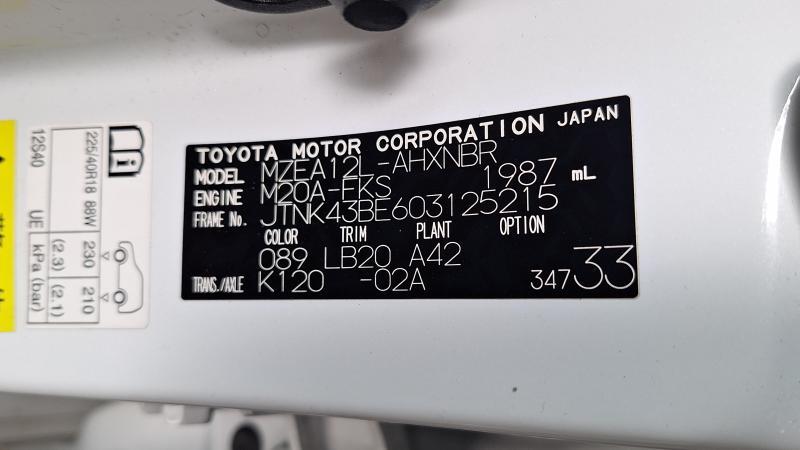 TOYOTA MOTOR CORPORATION JAPAN
MODEL MZEA12L-AHXNBR
ENGINE M20A-FKS 1987 mL
FRAME No. JTNK43BE603125215
COLOR TRIM PLANT OPTION
089 LB20 A42
TRANS./AXLE K120 -02A 34733
225/40R18 88W 230 210
(2.3) (2.1)
12S40 UE kPa (bar)